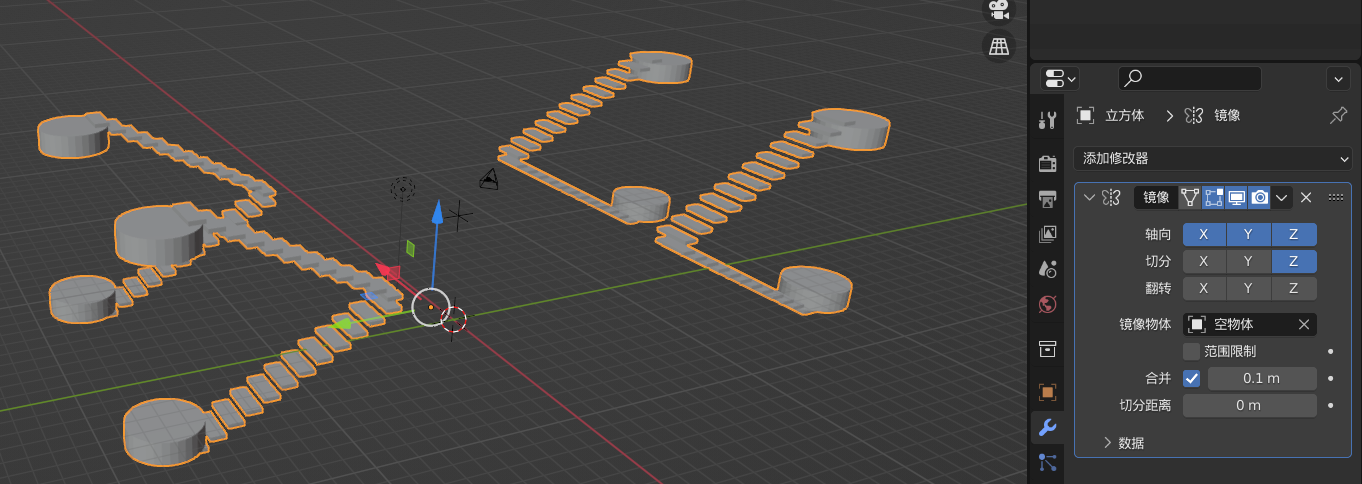 立方体 > 镜像
添加修改器
镜像
轴向 X Y Z
切分 X Y Z
翻转 X Y Z
镜像物体 空物体
范围限制
合并 0.1 m
切分距离 0 m
数据